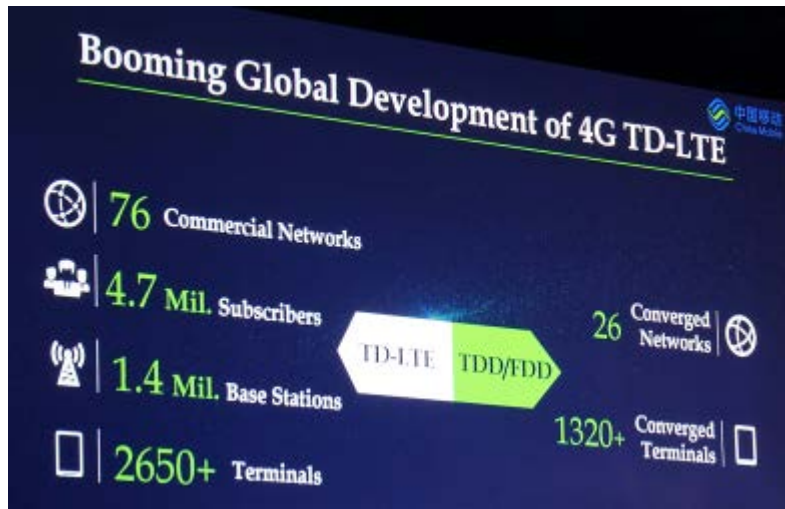 Booming Global Development of 4G TD-LTE
中国移动
China Mobile
76 Commercial Networks
4.7 Mil. Subscribers
1.4 Mil. Base Stations
2650+ Terminals
TD-LTE TDD/FDD
26 Converged
Networks
1320+ Converged
Terminals